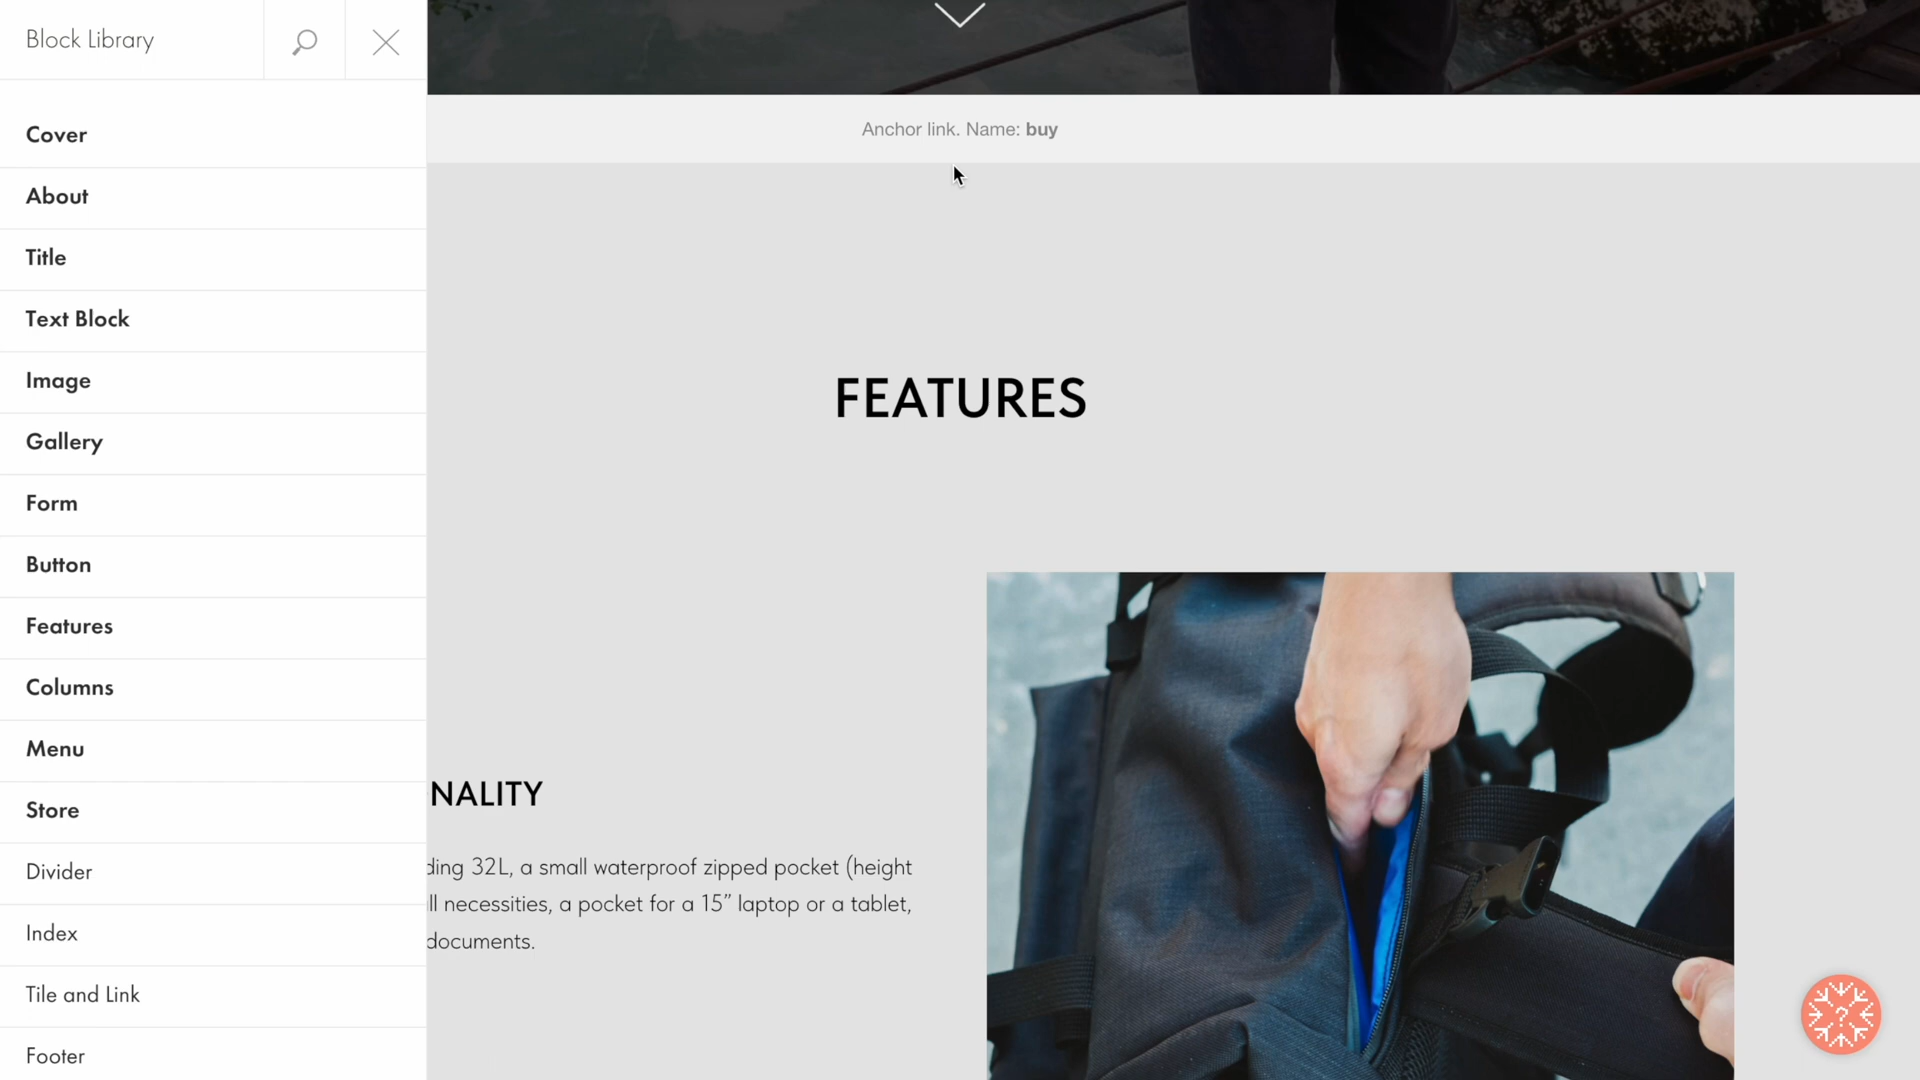 Block Library
Cover
About
Title
Text Block
Image
Gallery
Form
Button
Features
Columns
Menu
Store
Divider
Index
Tile and Link
Footer
Anchor link. Name: buy
FEATURES
NALITY
ding 32L, a small waterproof zipped pocket (height
ll necessities, a pocket for a 15” laptop or a tablet,
documents.
?